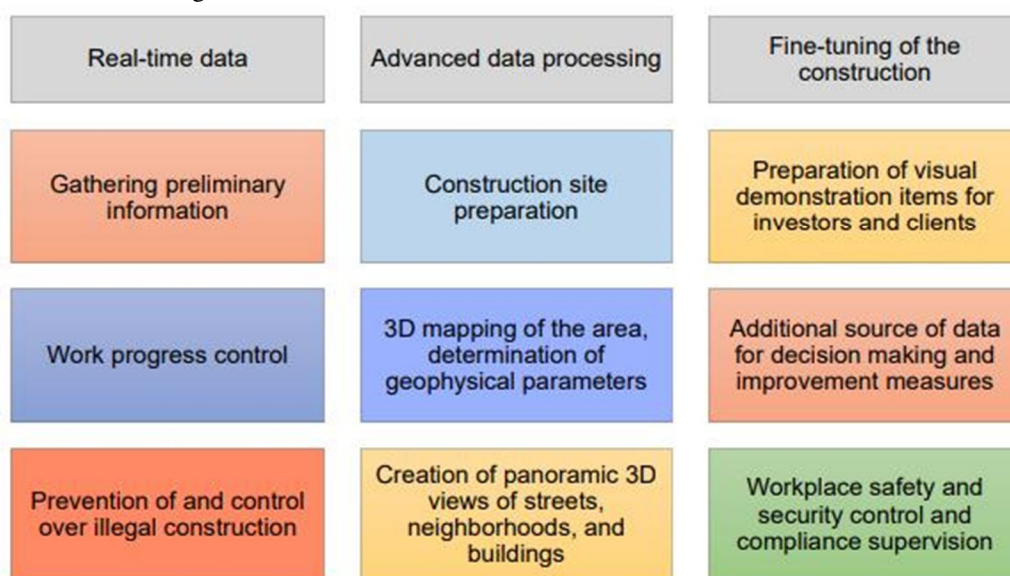 Real-time data
Advanced data processing
Fine-tuning of the
construction
Gathering preliminary
information
Construction site
preparation
Preparation of visual
demonstration items for
investors and clients
Work progress control
3D mapping of the area,
determination of
geophysical parameters
Additional source of data
for decision making and
improvement measures
Prevention of and control
over illegal construction
Creation of panoramic 3D
views of streets,
neighborhoods, and
buildings
Workplace safety and
security control and
compliance supervision